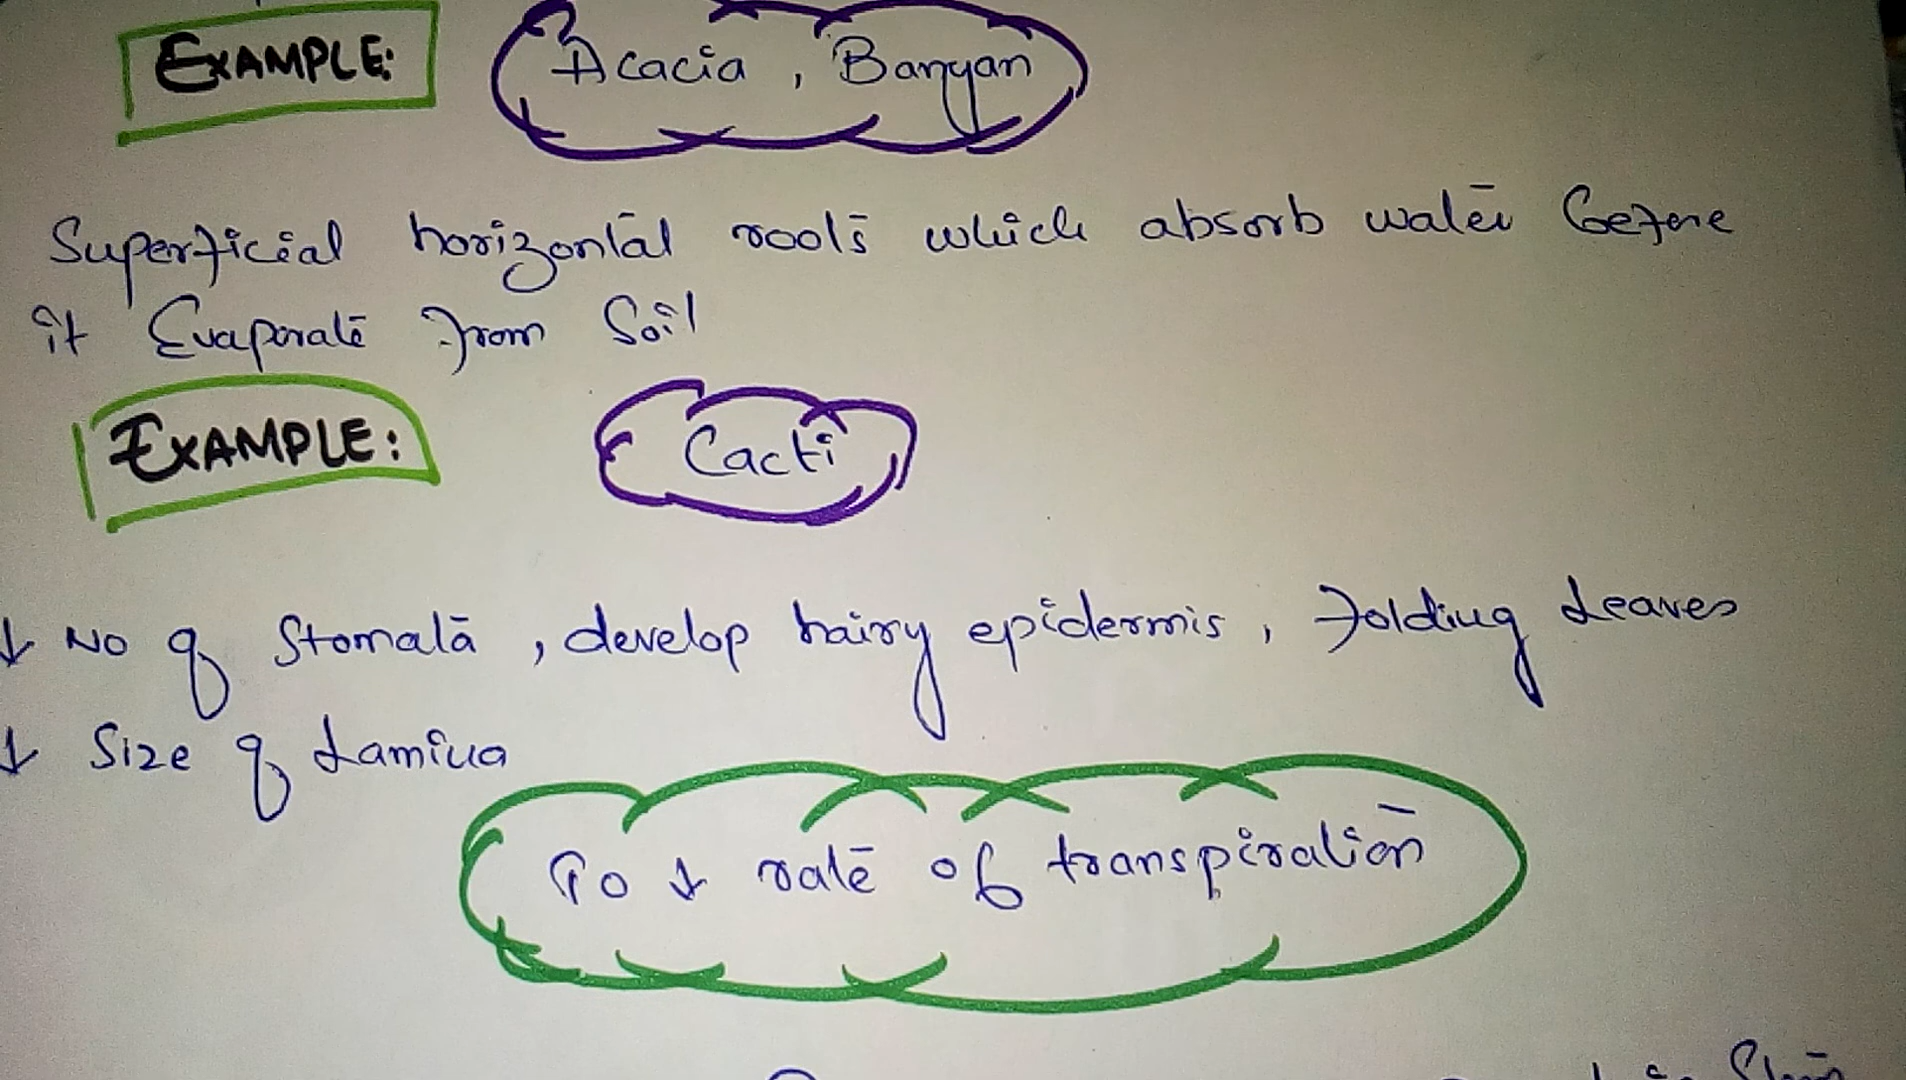 EXAMPLE: Acacia, Banyan
Superficial horizontal roots which absorb water before
it Evaporate from Soil
EXAMPLE: Cacti
↓ No of Stomata, develop hairy epidermis, folding Leaves
↓ Size of Lamina
To ↓ rate of transpiration